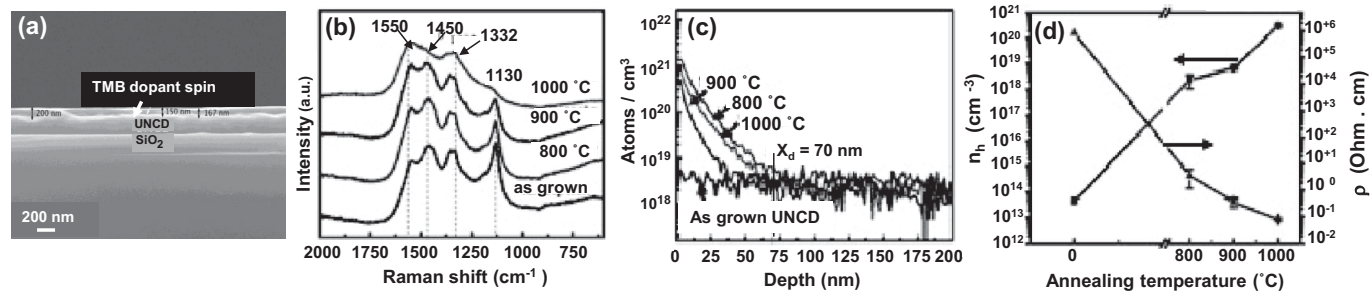 (a)
TMB dopant spin
200 nm
150 nm
167 nm
UNCD
SiO2
200 nm
(b)
1550
1450
1332
1130
1000 ˚C
900 ˚C
800 ˚C
as grown
Intensity (a.u.)
2000 1750 1500 1250 1000 750
Raman shift (cm-1)
(c)
10^22
10^21
10^20
10^19
10^18
Atoms / cm3
900 ˚C
800 ˚C
1000 ˚C
Xd = 70 nm
As grown UNCD
0 25 50 75 100 125 150 175 200
Depth (nm)
(d)
10^21
10^20
10^19
10^18
10^17
10^16
10^15
10^14
10^13
10^12
nh (cm-3)
10+6
10+5
10+4
10+3
10+2
10+1
10 0
10-1
10-2
ρ (Ohm . cm)
0 800 900 1000
Annealing temperature (˚C)